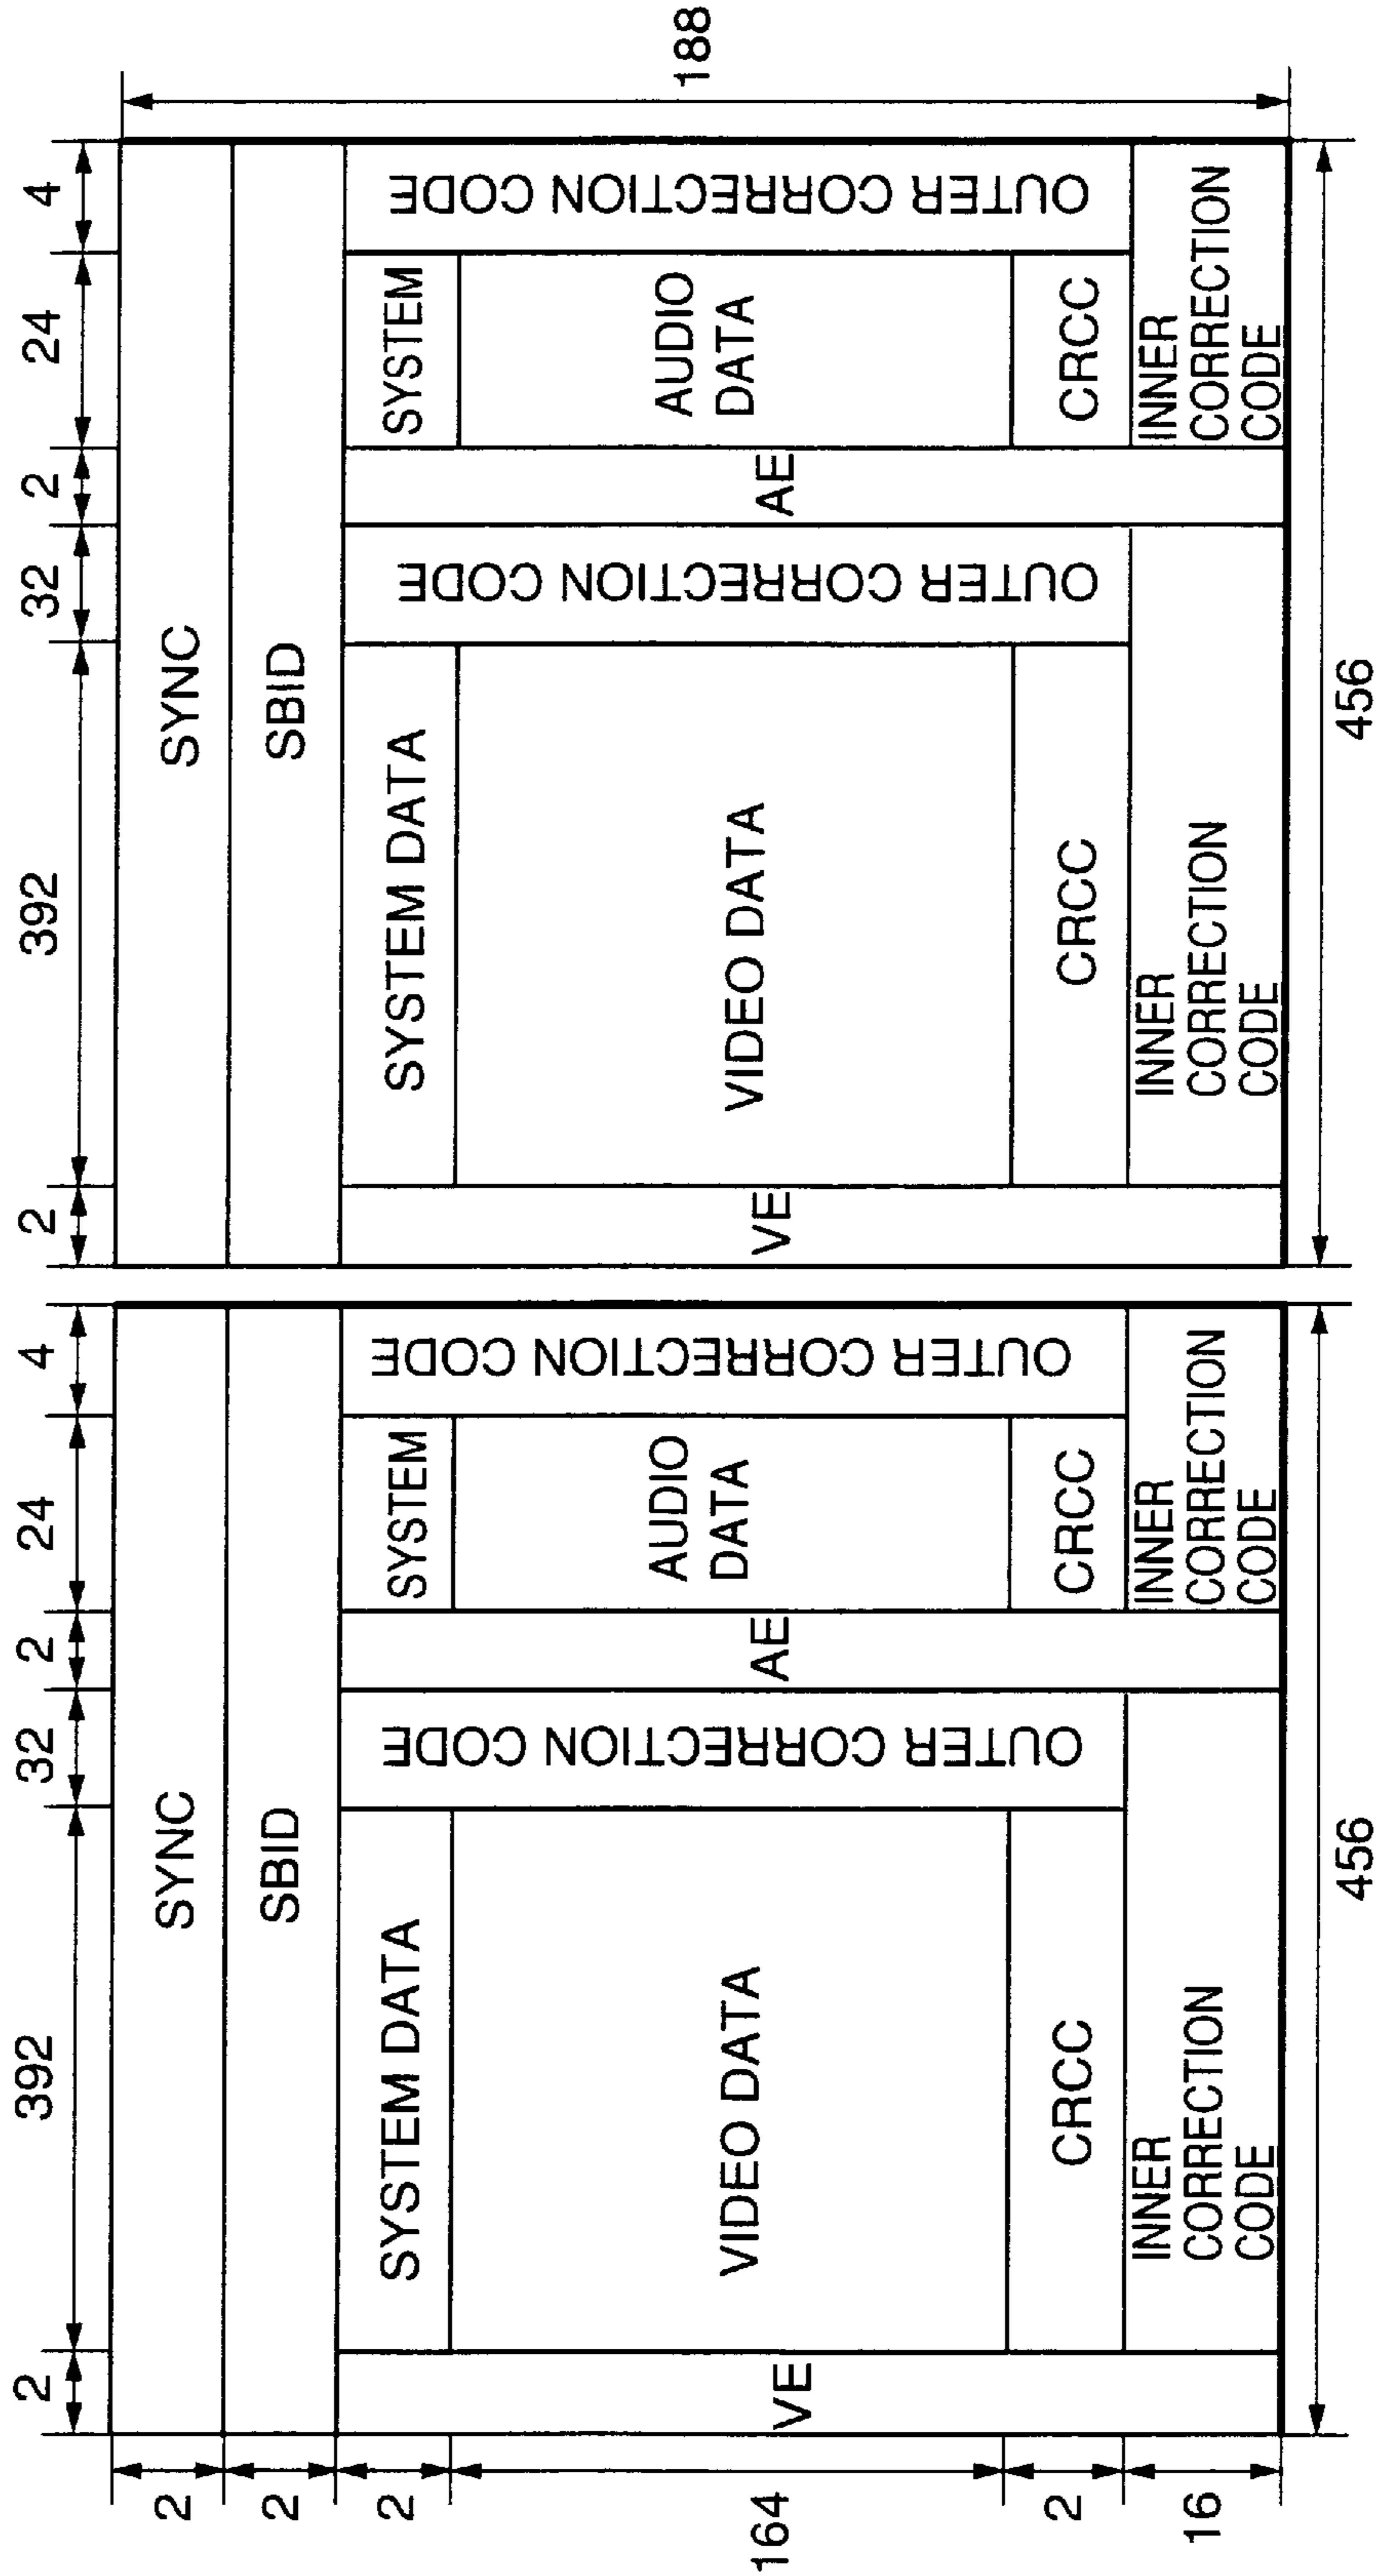 2
392
32
2
24
4
2
392
32
2
24
4
2
2
2
164
2
16
SYNC
SBID
VE
SYSTEM DATA
VIDEO DATA
CRCC
INNER
CORRECTION
CODE
OUTER CORRECTION CODE
AE
SYSTEM
AUDIO
DATA
CRCC
INNER
CORRECTION
CODE
OUTER CORRECTION CODE
456
SYNC
SBID
VE
SYSTEM DATA
VIDEO DATA
CRCC
INNER
CORRECTION
CODE
OUTER CORRECTION CODE
AE
SYSTEM
AUDIO
DATA
CRCC
INNER
CORRECTION
CODE
OUTER CORRECTION CODE
456
188